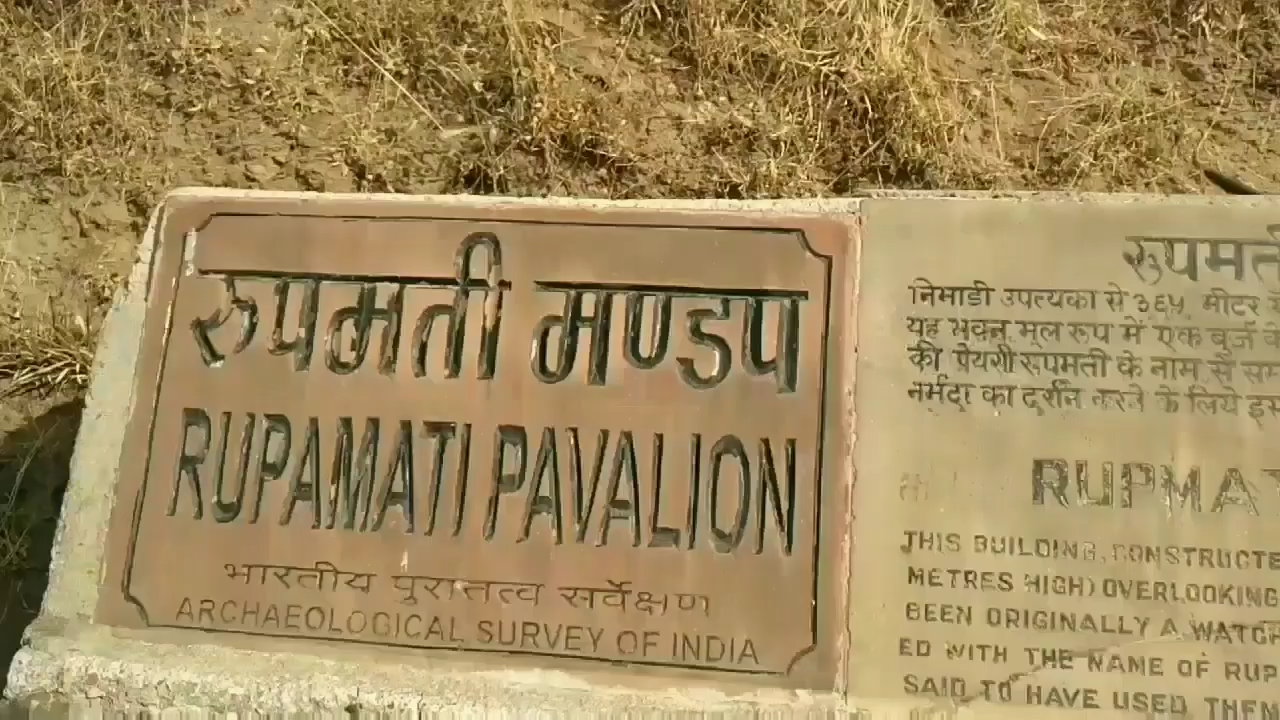 रुपमती मण्डप
RUPAMATI PAVALION
भारतीय पुरातत्व सर्वेक्षण
ARCHAEOLOGICAL SURVEY OF INDIA
रुपमती
निमाडी उपत्यका से ३६५ मीटर
यह भवन मूल रूप में एक बुर्ज
की प्रेयसी रुपमती के नाम से
नर्मदा का दर्शन करने के लिये
RUPMA
THIS BUILDING, CONSTRUCTE
METRES HIGH) OVERLOOKING
BEEN ORIGINALLY A WATC
ED WITH THE NAME OF RUP
SAID TO HAVE USED THEM